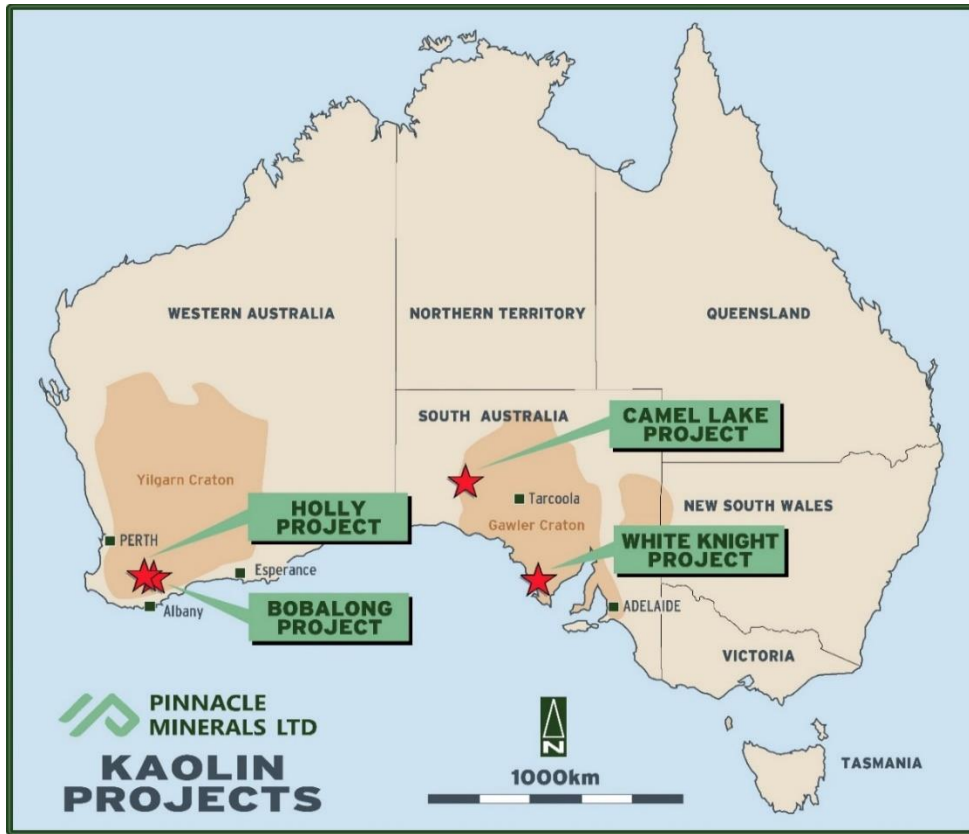 WESTERN AUSTRALIA
NORTHERN TERRITORY
QUEENSLAND
SOUTH AUSTRALIA
CAMEL LAKE
PROJECT
Yilgarn Craton
Tarcoola
HOLLY
PROJECT
Gawler Craton
NEW SOUTH WALES
WHITE KNIGHT
PROJECT
PERTH
Esperance
Albany
BOBALONG
PROJECT
ADELAIDE
VICTORIA
PINNACLE
MINERALS LTD
KAOLIN
PROJECTS
N
1000km
TASMANIA